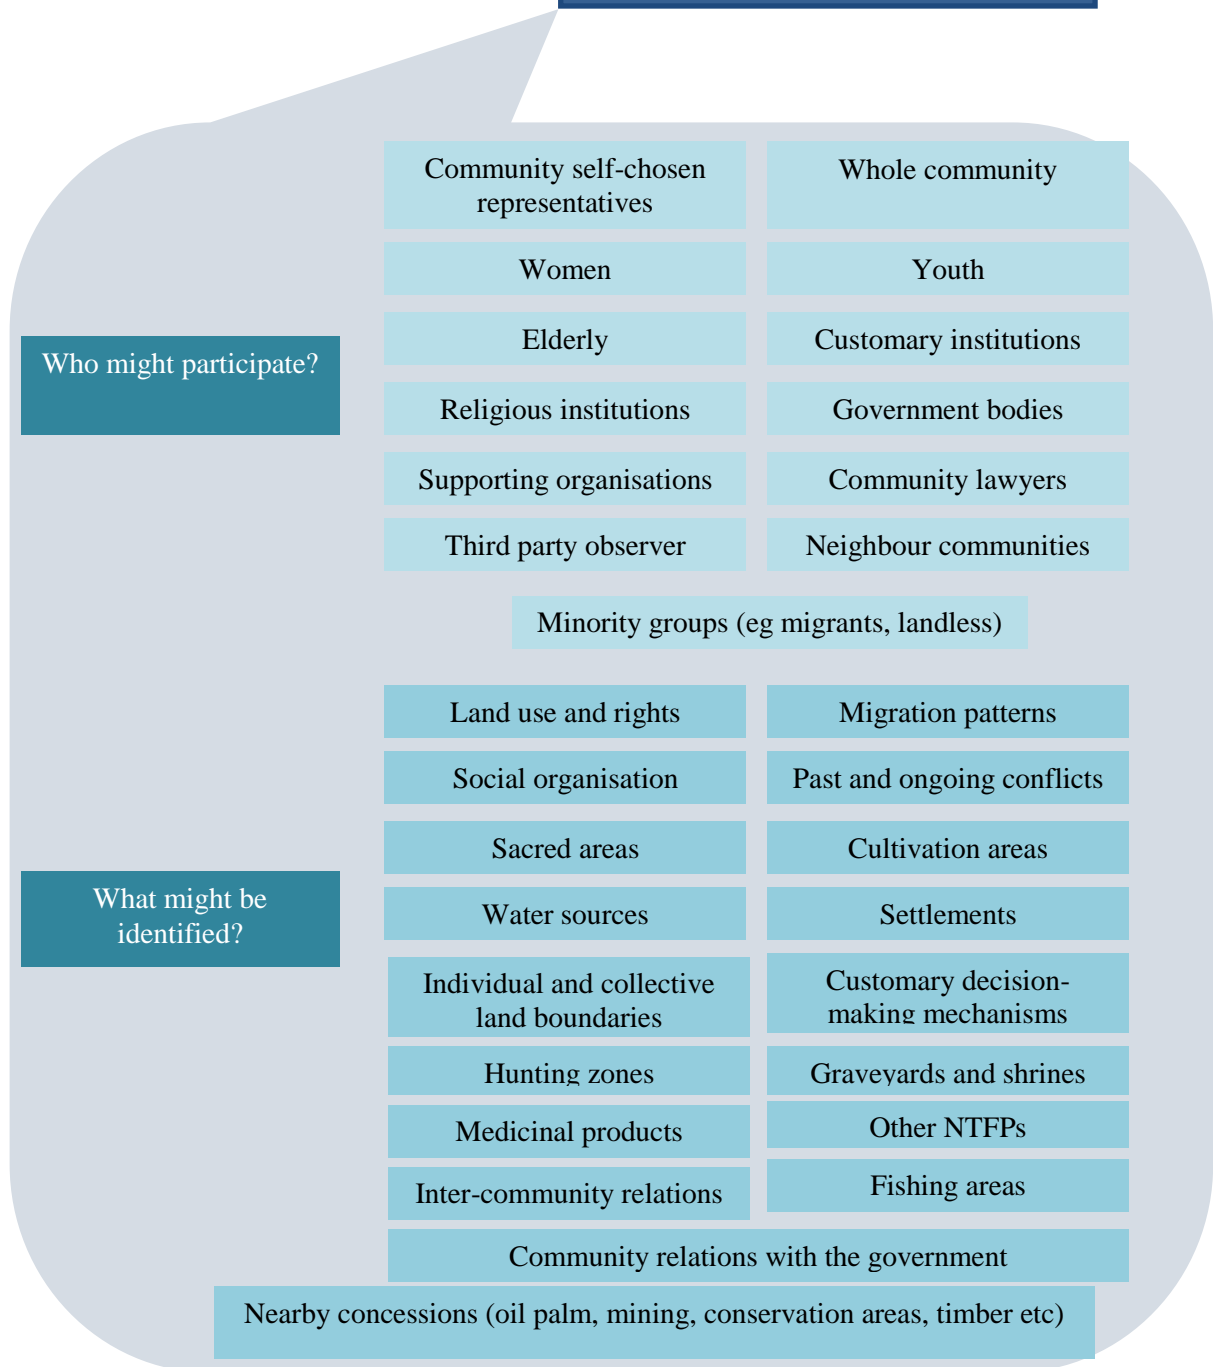 Community self-chosen
representatives
Whole community
Women
Youth
Elderly
Customary institutions
Who might participate?
Religious institutions
Government bodies
Supporting organisations
Community lawyers
Third party observer
Neighbour communities
Minority groups (eg migrants, landless)
Land use and rights
Migration patterns
Social organisation
Past and ongoing conflicts
Sacred areas
Cultivation areas
What might be
identified?
Water sources
Settlements
Individual and collective
land boundaries
Customary decision-
making mechanisms
Hunting zones
Graveyards and shrines
Medicinal products
Other NTFPs
Inter-community relations
Fishing areas
Community relations with the government
Nearby concessions (oil palm, mining, conservation areas, timber etc)